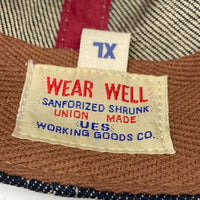 XL
WEAR WELL
SANFORIZED SHRUNK
UNION MADE
UES
WORKING GOODS CO.